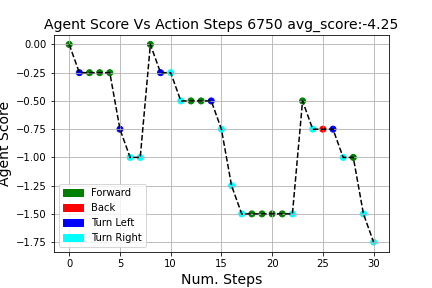 Agent Score Vs Action Steps 6750 avg_score:-4.25
Agent Score
0.00
−0.25
−0.50
−0.75
−1.00
−1.25
−1.50
−1.75
Forward
Back
Turn Left
Turn Right
0 5 10 15 20 25 30
Num. Steps